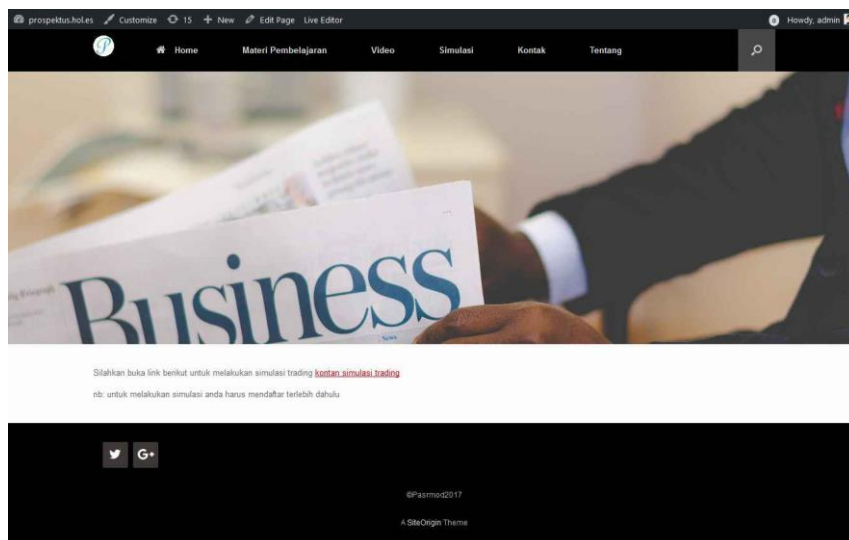 prospektus.hol.es Customize 15 New Edit Page Live Editor 0 Howdy, admin
P Home Materi Pembelajaran Video Simulasi Kontak Tentang
Business
News
Silahkan buka link berikut untuk melakukan simulasi trading kontan simulasi trading
nb: untuk melakukan simulasi anda harus mendaftar terlebih dahulu
G+
©Pasrmod2017
A SiteOrigin Theme